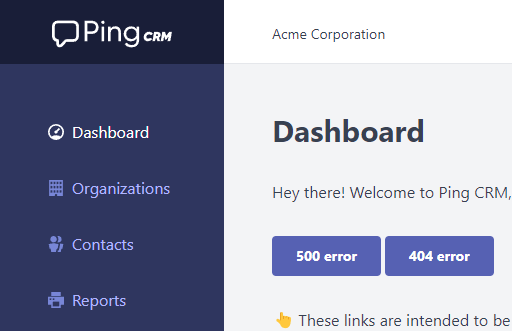 Ping CRM
Acme Corporation
Dashboard
Organizations
Contacts
Reports
Dashboard
Hey there! Welcome to Ping CRM,
500 error
404 error
👆 These links are intended to be